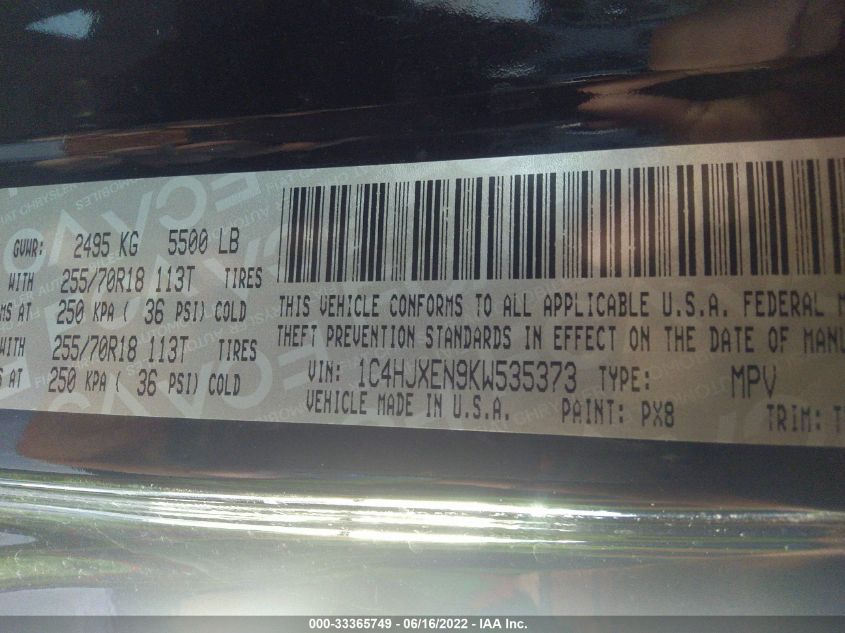 GVWR: 2495 KG 5500 LB
WITH 255/70R18 113T TIRES
MS AT 250 KPA ( 36 PSI) COLD
WITH 255/70R18 113T TIRES
S AT 250 KPA ( 36 PSI) COLD
THIS VEHICLE CONFORMS TO ALL APPLICABLE U.S.A. FEDERAL M
THEFT PREVENTION STANDARDS IN EFFECT ON THE DATE OF MANU
VIN: 1C4HJXEN9KW535373 TYPE: MPV
VEHICLE MADE IN U.S.A. PAINT: PX8 TRIM: T
000-33365749 - 06/16/2022 - IAA Inc.